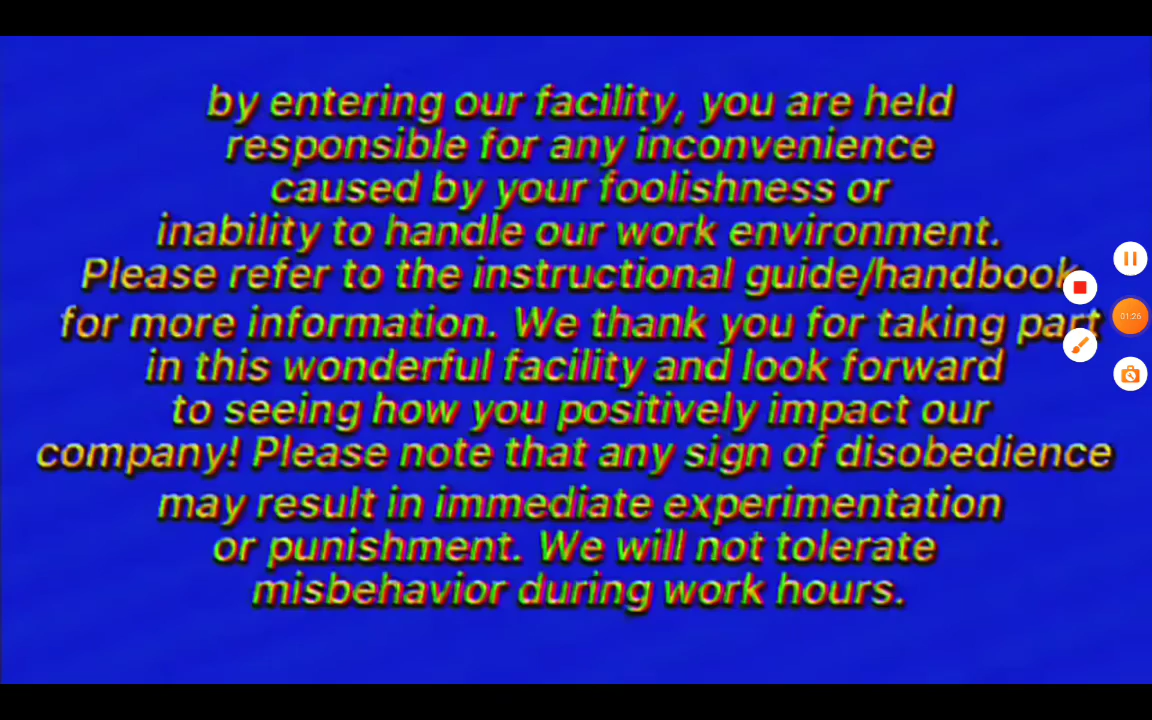 by entering our facility, you are held
responsible for any inconvenience
caused by your foolishness or
inability to handle our work environment.
Please refer to the instructional guide/handbook
for more information. We thank you for taking part
in this wonderful facility and look forward
to seeing how you positively impact our
company! Please note that any sign of disobedience
may result in immediate experimentation
or punishment. We will not tolerate
misbehavior during work hours.
01:26